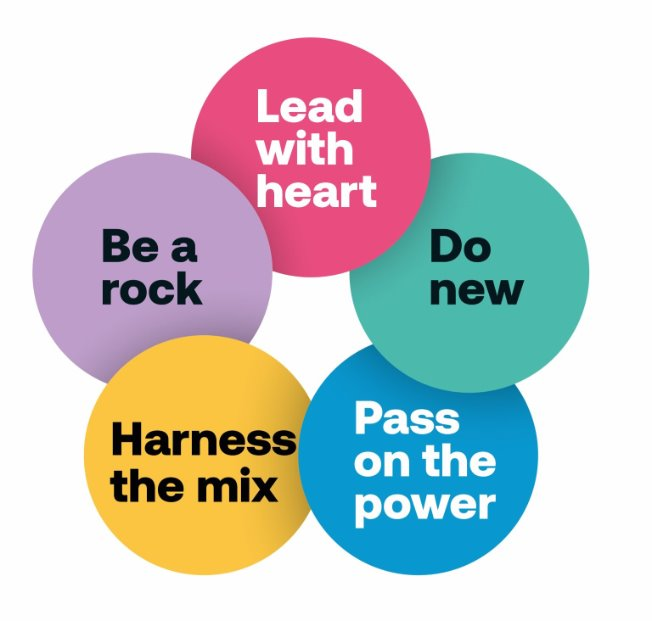 Lead
with
heart
Be a
rock
Do
new
Harness
the mix
Pass
on the
power